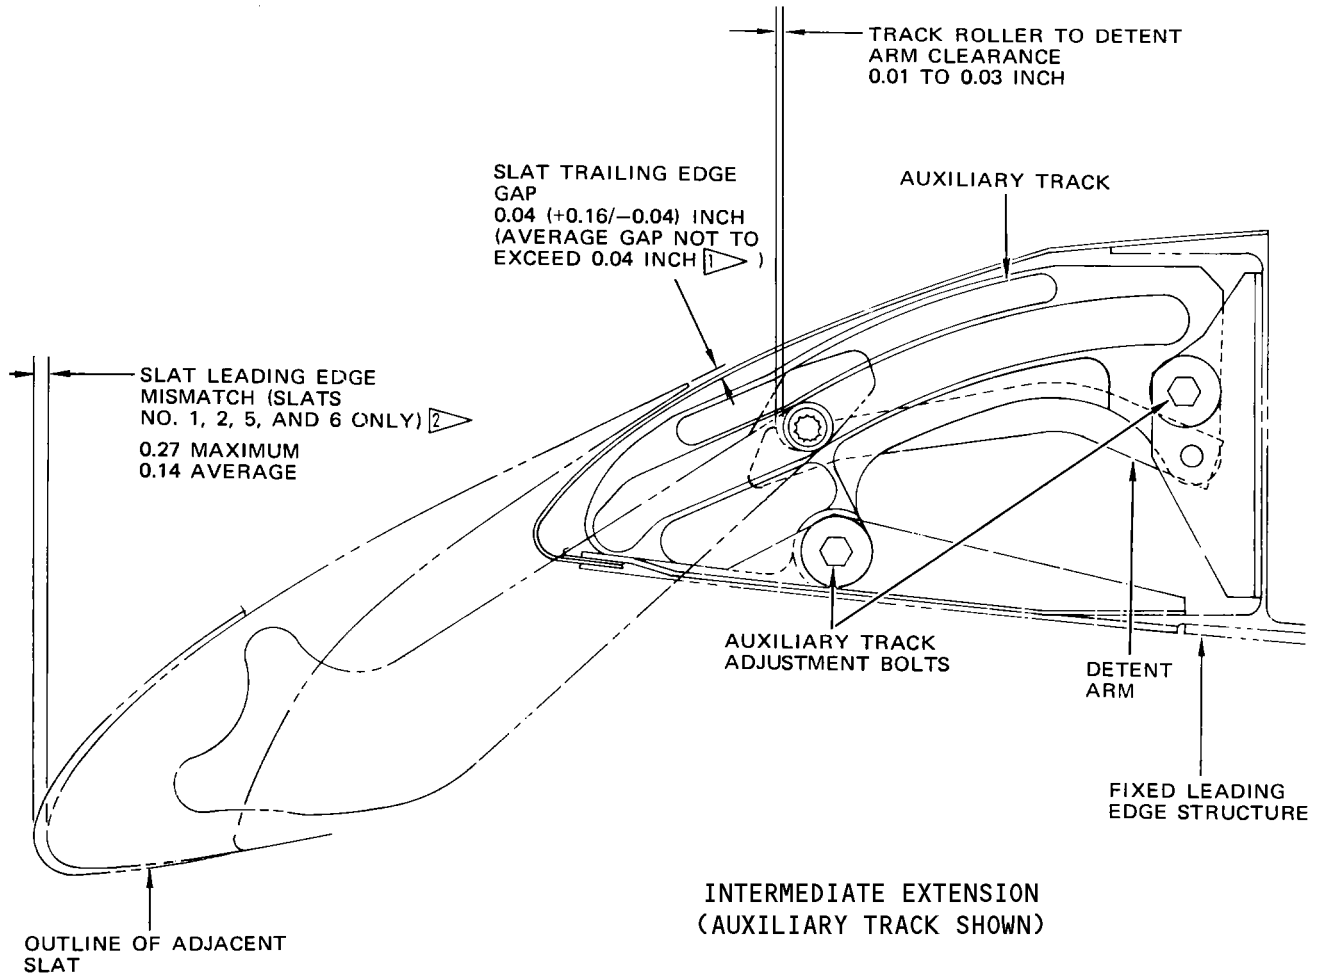 TRACK ROLLER TO DETENT
ARM CLEARANCE
0.01 TO 0.03 INCH
SLAT TRAILING EDGE
GAP
0.04 (+0.16/−0.04) INCH
(AVERAGE GAP NOT TO
EXCEED 0.04 INCH 1 )
AUXILIARY TRACK
SLAT LEADING EDGE
MISMATCH (SLATS
NO. 1, 2, 5, AND 6 ONLY) 2
0.27 MAXIMUM
0.14 AVERAGE
AUXILIARY TRACK
ADJUSTMENT BOLTS
DETENT
ARM
FIXED LEADING
EDGE STRUCTURE
INTERMEDIATE EXTENSION
(AUXILIARY TRACK SHOWN)
OUTLINE OF ADJACENT
SLAT